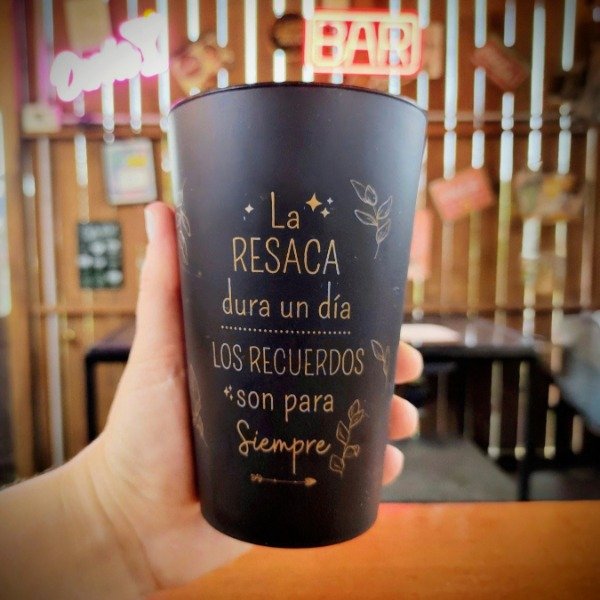 BAR
La
RESACA
dura un día
LOS RECUERDOS
son para
Siempre